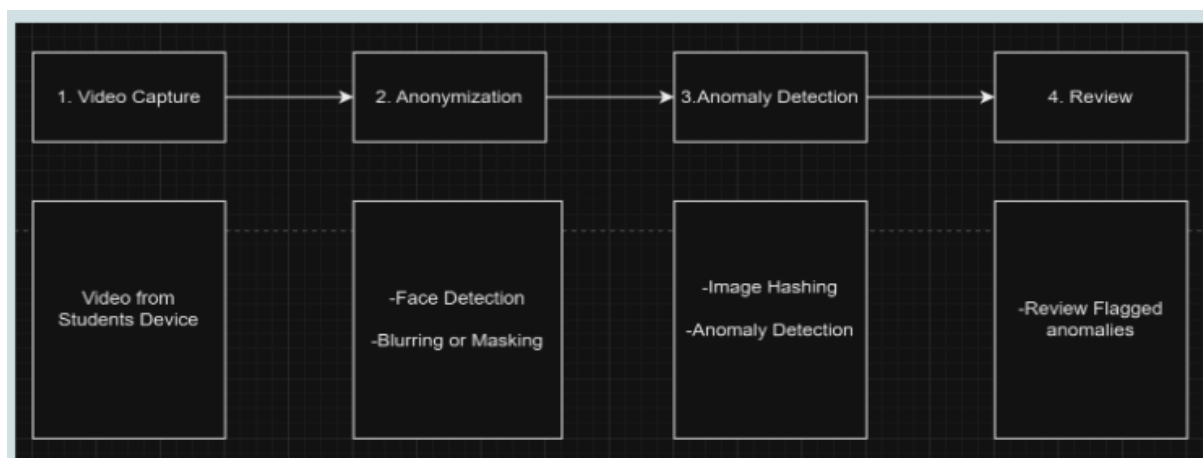 1. Video Capture
2. Anonymization
3.Anomaly Detection
4. Review
Video from
Students Device
-Face Detection
-Blurring or Masking
-Image Hashing
-Anomaly Detection
-Review Flagged
anomalies